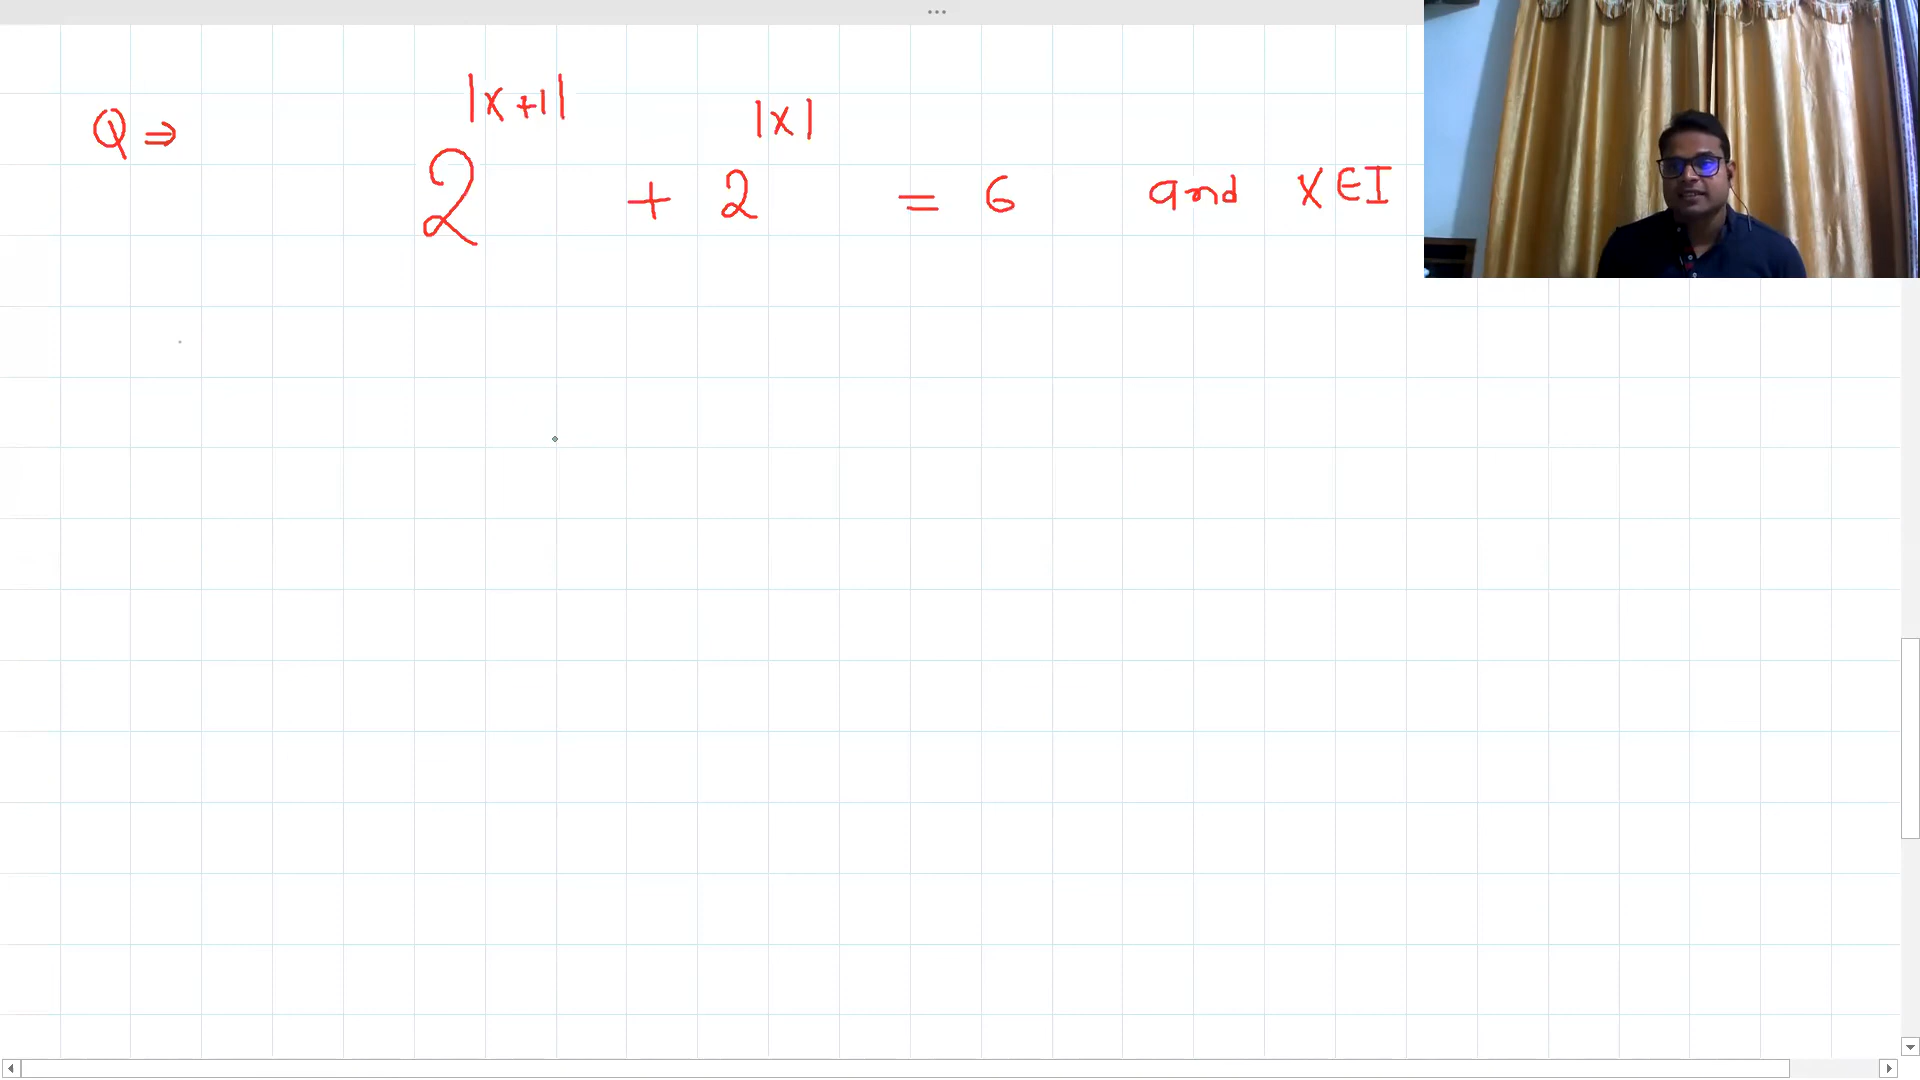 Q ⇒ 2^|x+1| + 2^|x| = 6 and x∈I